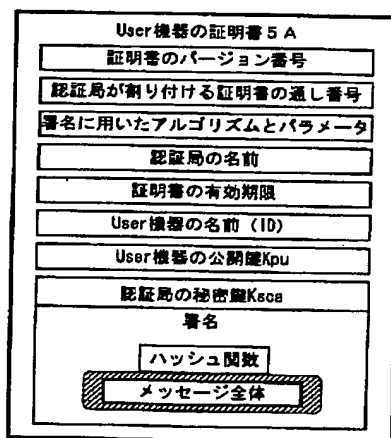 User機器の証明書５Ａ
証明書のバージョン番号
認証局が割り付ける証明書の通し番号
署名に用いたアルゴリズムとパラメータ
認証局の名前
証明書の有効期限
User機器の名前（ID）
User機器の公開鍵Kpu
認証局の秘密鍵Ksca
署名
ハッシュ関数
メッセージ全体